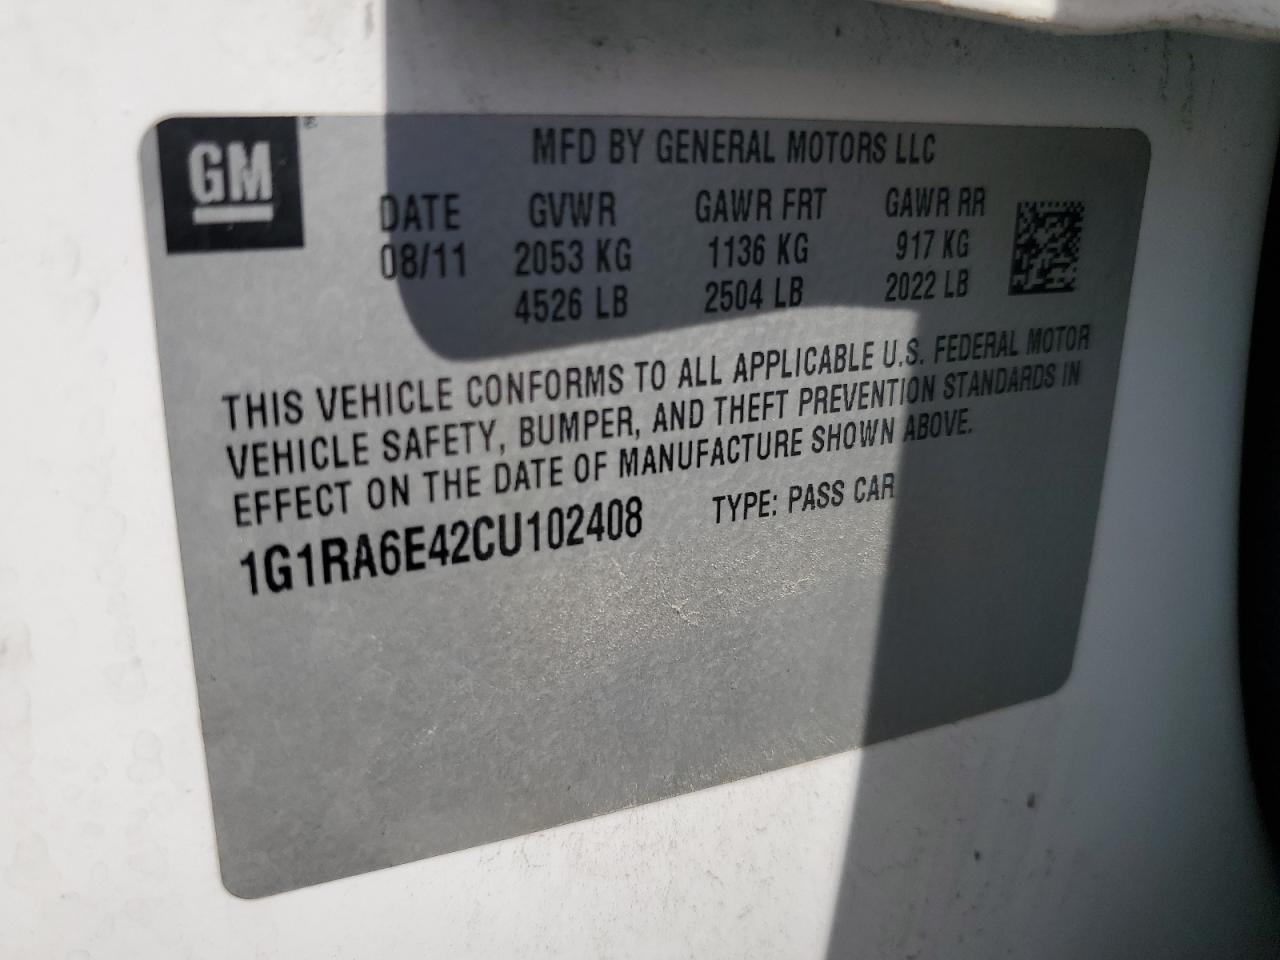 GM
MFD BY GENERAL MOTORS LLC
DATE GVWR GAWR FRT GAWR RR
08/11 2053 KG 1136 KG 917 KG
4526 LB 2504 LB 2022 LB
THIS VEHICLE CONFORMS TO ALL APPLICABLE U.S. FEDERAL MOTOR
VEHICLE SAFETY, BUMPER, AND THEFT PREVENTION STANDARDS IN
EFFECT ON THE DATE OF MANUFACTURE SHOWN ABOVE.
1G1RA6E42CU102408 TYPE: PASS CAR